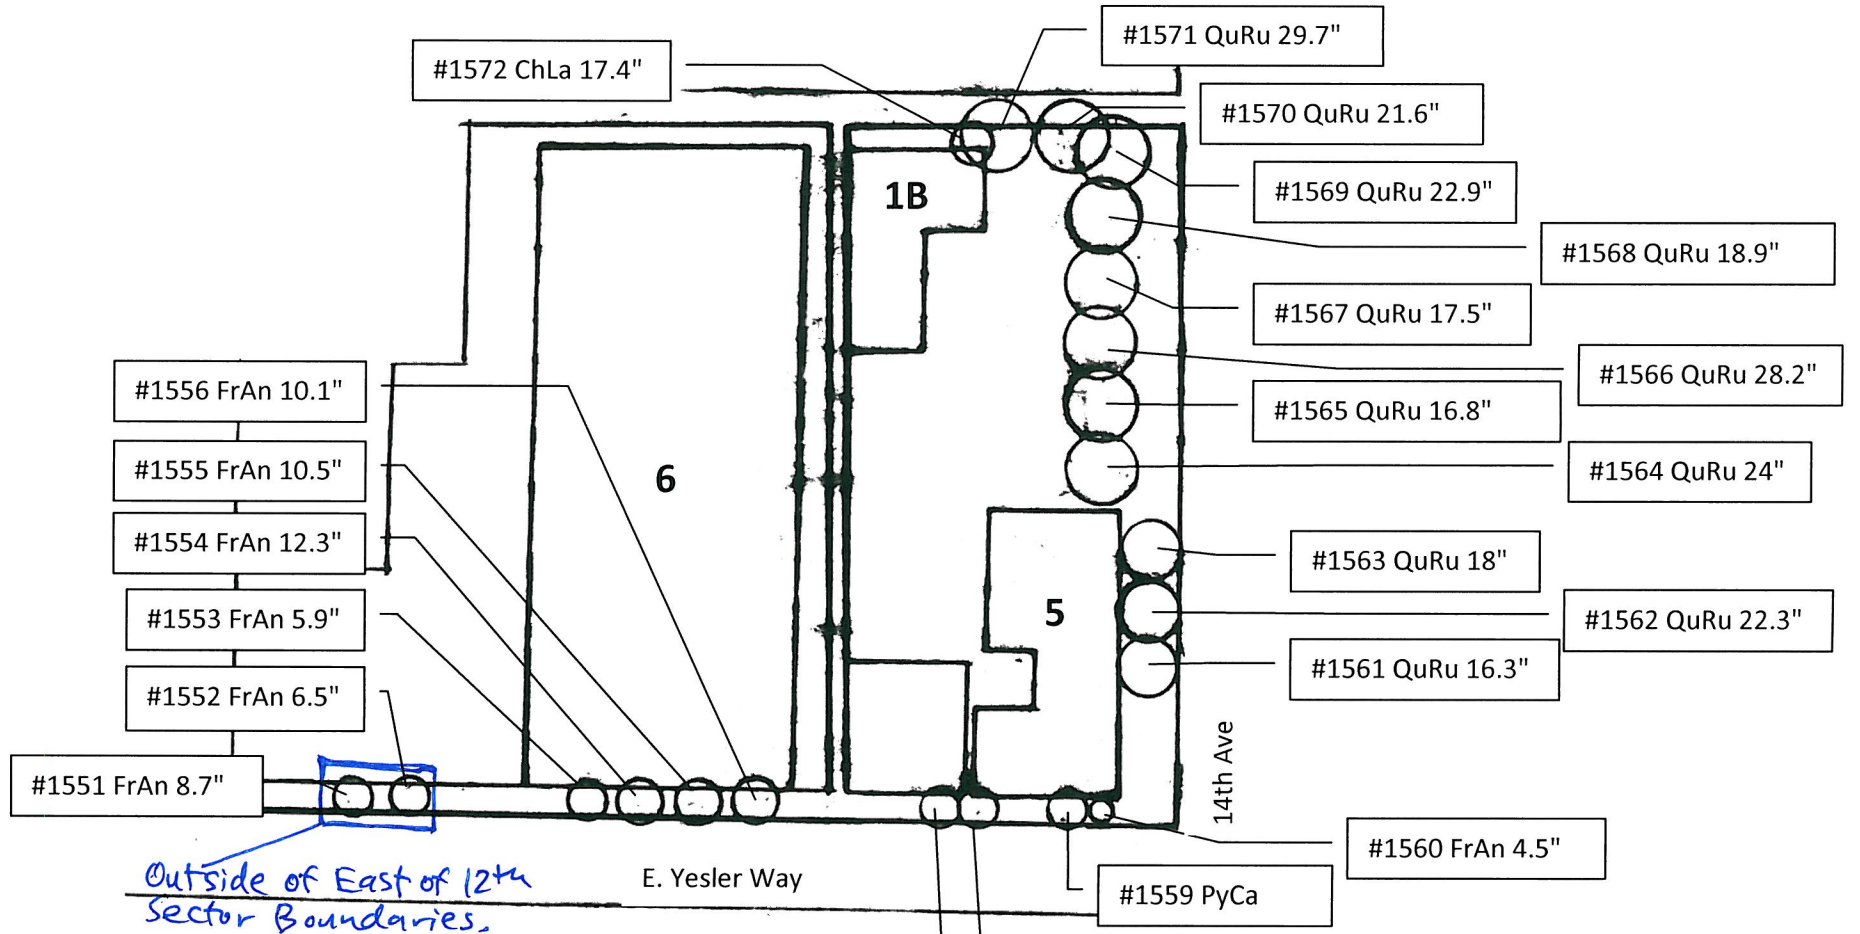 #1571 QuRu 29.7"
#1572 ChLa 17.4"
#1570 QuRu 21.6"
1B
#1569 QuRu 22.9"
#1568 QuRu 18.9"
#1567 QuRu 17.5"
#1556 FrAn 10.1"
#1566 QuRu 28.2"
#1565 QuRu 16.8"
#1555 FrAn 10.5"
6
#1564 QuRu 24"
#1554 FrAn 12.3"
#1563 QuRu 18"
#1553 FrAn 5.9"
5
#1562 QuRu 22.3"
#1561 QuRu 16.3"
#1552 FrAn 6.5"
14th Ave
#1551 FrAn 8.7"
#1560 FrAn 4.5"
E. Yesler Way
#1559 PyCa
Outside of East of 12th
Sector Boundaries.